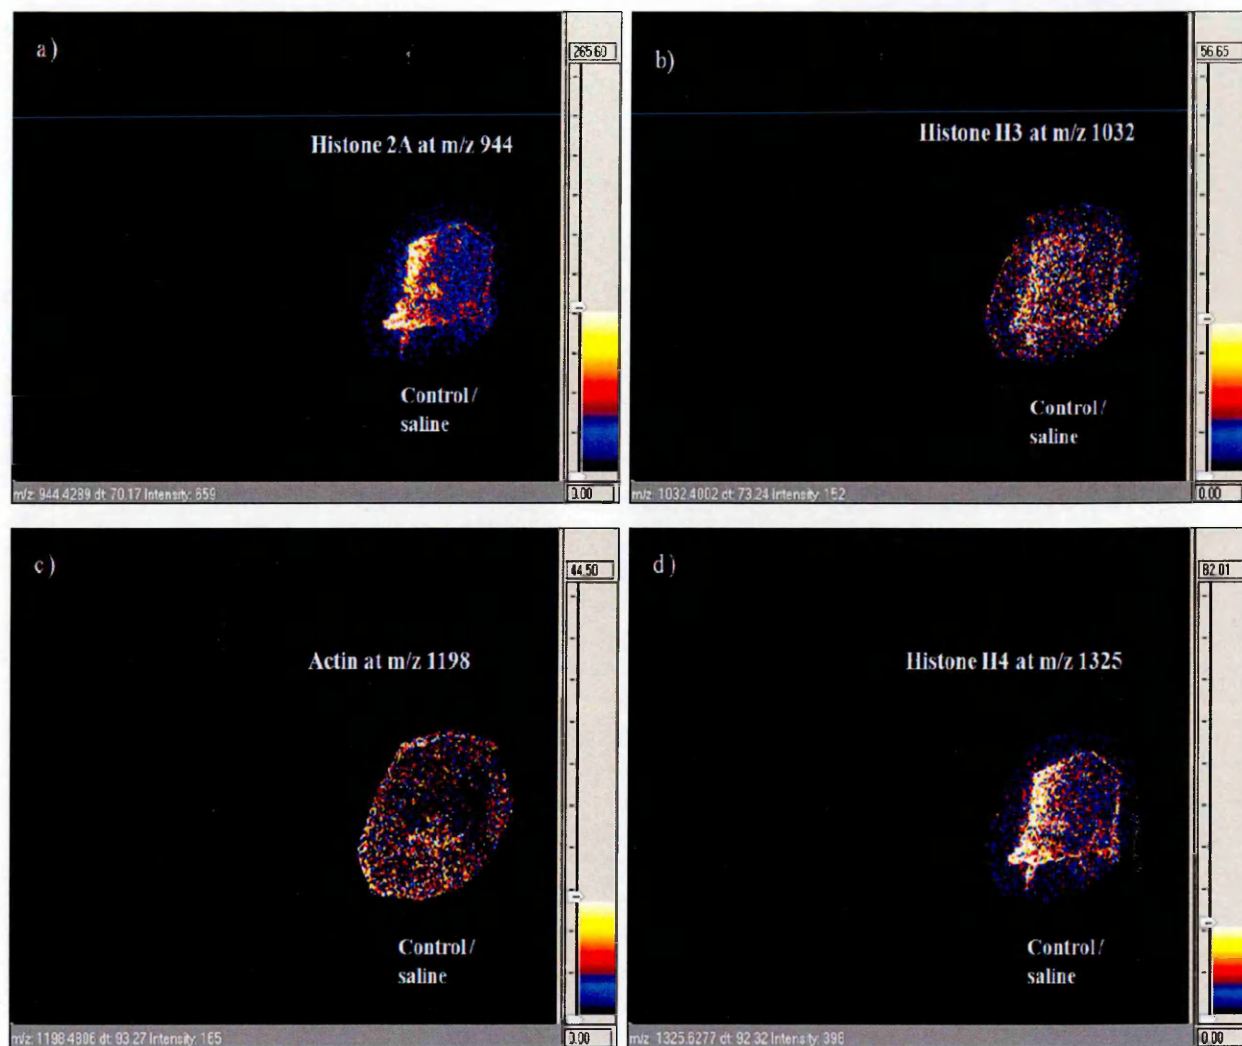 a)
265.60
Histone 2A at m/z 944
Control /
saline
m/z: 944.4289 dt: 70.17 Intensity: 659
0.00
b)
56.65
Histone H3 at m/z 1032
Control /
saline
m/z: 1032.4002 dt: 73.24 Intensity: 152
0.00
c)
44.50
Actin at m/z 1198
Control /
saline
m/z: 1198.4806 dt: 93.27 Intensity: 165
0.00
d)
82.01
Histone H4 at m/z 1325
Control /
saline
m/z: 1325.6277 dt: 92.32 Intensity: 398
0.00